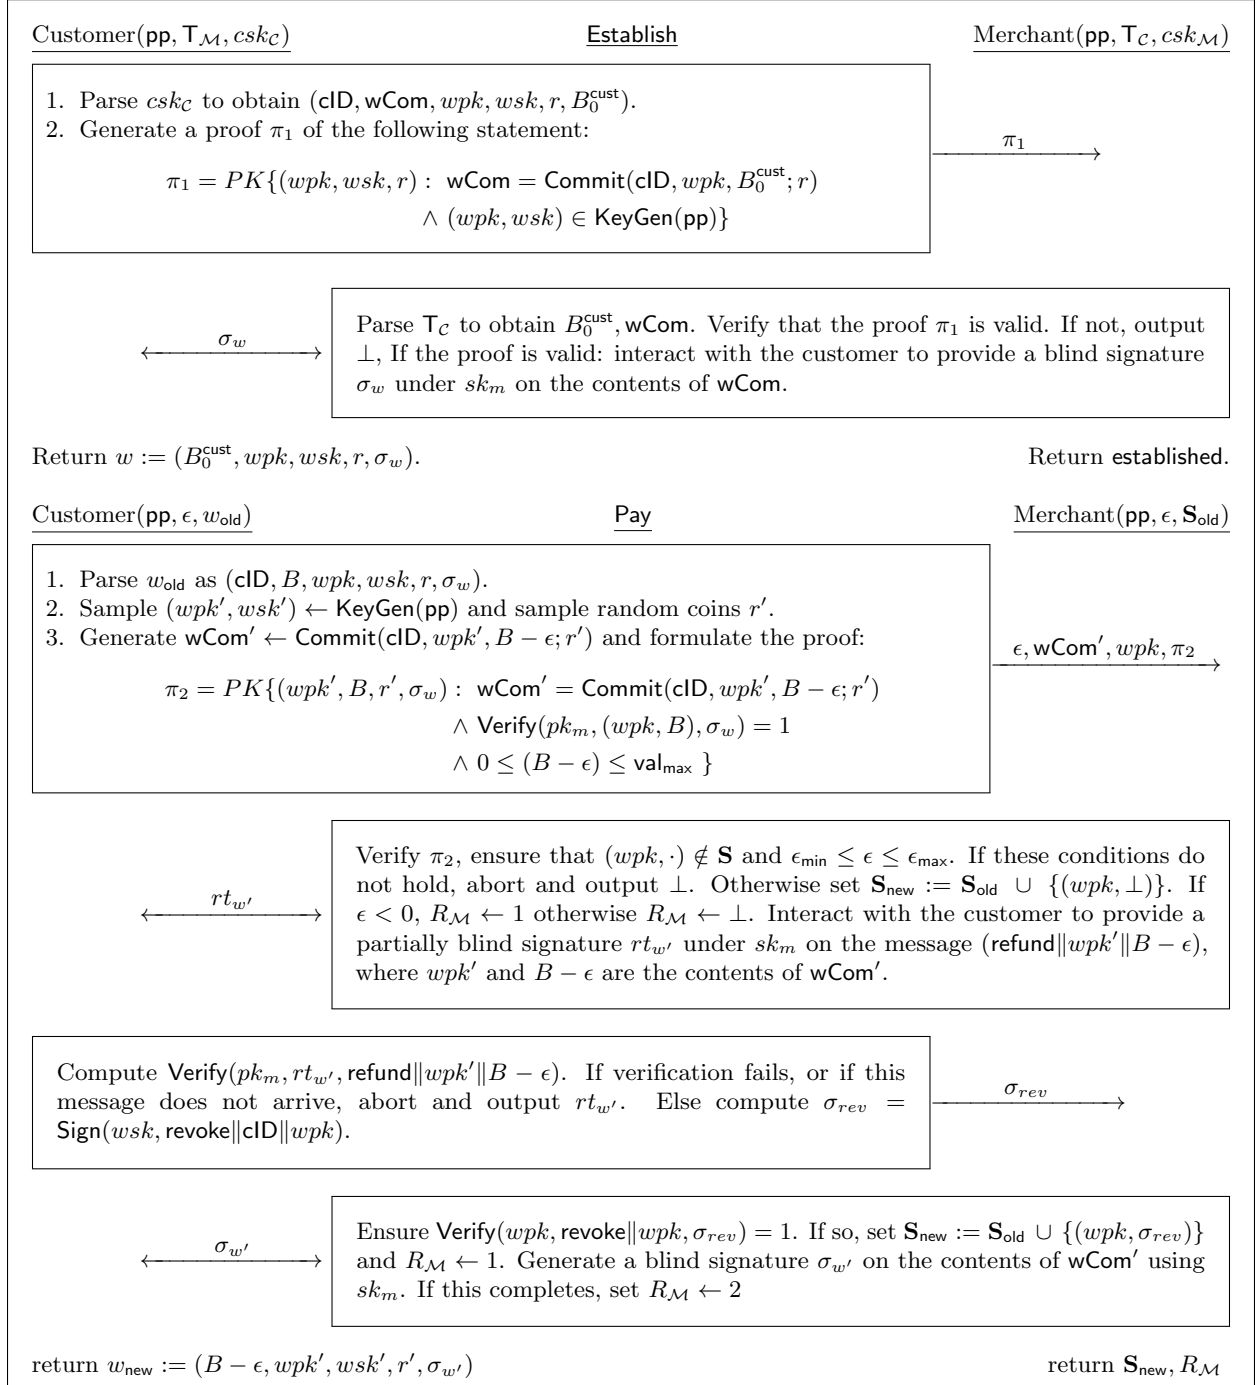 Customer(pp, T_M, csk_C) Establish Merchant(pp, T_C, csk_M)
1. Parse csk_C to obtain (cID, wCom, wpk, wsk, r, B_0^cust).
2. Generate a proof π_1 of the following statement:
π_1
π_1 = PK{(wpk, wsk, r) : wCom = Commit(cID, wpk, B_0^cust; r)
∧ (wpk, wsk) ∈ KeyGen(pp)}
σ_w
Parse T_C to obtain B_0^cust, wCom. Verify that the proof π_1 is valid. If not, output
⊥, If the proof is valid: interact with the customer to provide a blind signature
σ_w under sk_m on the contents of wCom.
Return w := (B_0^cust, wpk, wsk, r, σ_w). Return established.
Customer(pp, ϵ, w_old) Pay Merchant(pp, ϵ, S_old)
1. Parse w_old as (cID, B, wpk, wsk, r, σ_w).
2. Sample (wpk′, wsk′) ← KeyGen(pp) and sample random coins r′.
3. Generate wCom′ ← Commit(cID, wpk′, B − ϵ; r′) and formulate the proof:
ϵ, wCom′, wpk, π_2
π_2 = PK{(wpk′, B, r′, σ_w) : wCom′ = Commit(cID, wpk′, B − ϵ; r′)
∧ Verify(pk_m, (wpk, B), σ_w) = 1
∧ 0 ≤ (B − ϵ) ≤ val_max }
rt_w′
Verify π_2, ensure that (wpk, ·) ∉ S and ϵ_min ≤ ϵ ≤ ϵ_max. If these conditions do
not hold, abort and output ⊥. Otherwise set S_new := S_old ∪ {(wpk, ⊥)}. If
ϵ < 0, R_M ← 1 otherwise R_M ← ⊥. Interact with the customer to provide a
partially blind signature rt_w′ under sk_m on the message (refund‖wpk′‖B − ϵ),
where wpk′ and B − ϵ are the contents of wCom′.
Compute Verify(pk_m, rt_w′, refund‖wpk′‖B − ϵ). If verification fails, or if this
message does not arrive, abort and output rt_w′. Else compute σ_rev =
Sign(wsk, revoke‖cID‖wpk).
σ_rev
σ_w′
Ensure Verify(wpk, revoke‖wpk, σ_rev) = 1. If so, set S_new := S_old ∪ {(wpk, σ_rev)}
and R_M ← 1. Generate a blind signature σ_w′ on the contents of wCom′ using
sk_m. If this completes, set R_M ← 2
return w_new := (B − ϵ, wpk′, wsk′, r′, σ_w′) return S_new, R_M